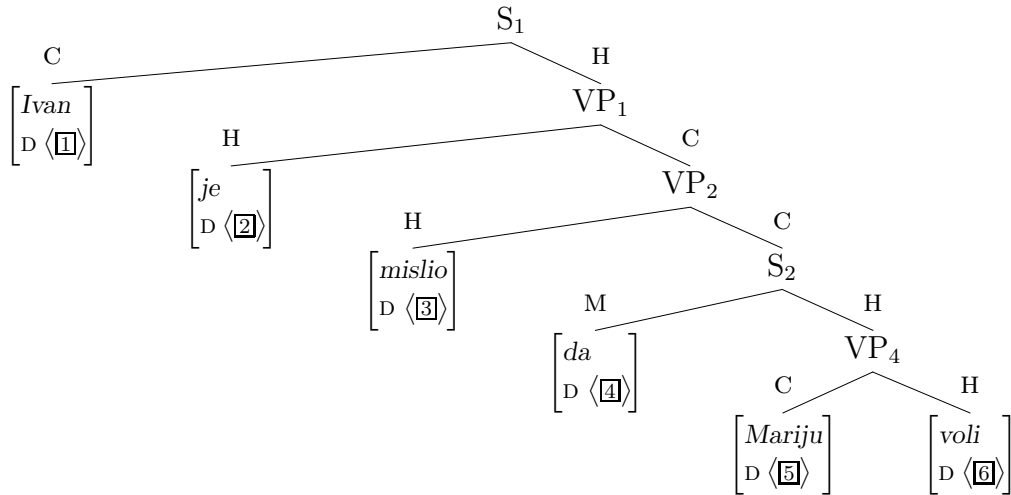 S₁
C H
Ivan
D ⟨1⟩
VP₁
H C
je
D ⟨2⟩
VP₂
H C
mislio
D ⟨3⟩
S₂
M H
da
D ⟨4⟩
VP₄
C H
Mariju
D ⟨5⟩
voli
D ⟨6⟩